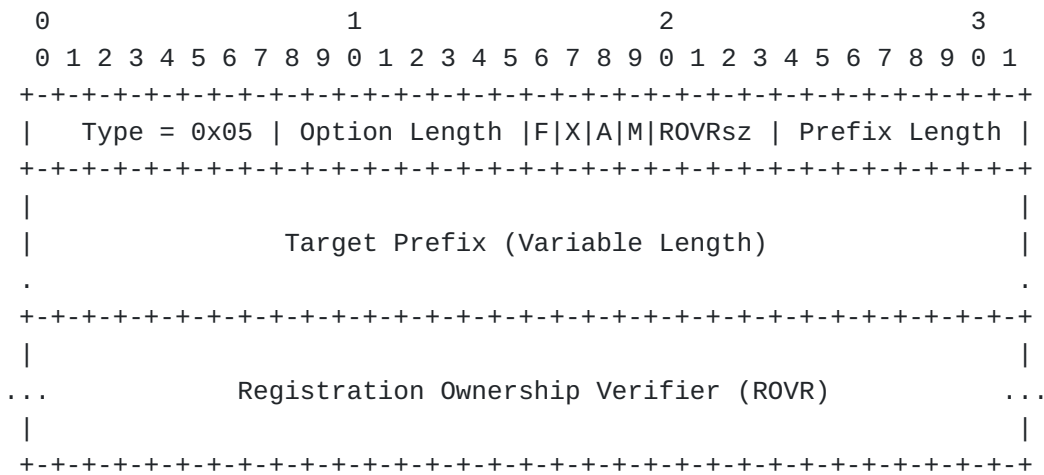 0                   1                   2                   3
 0 1 2 3 4 5 6 7 8 9 0 1 2 3 4 5 6 7 8 9 0 1 2 3 4 5 6 7 8 9 0 1
+-+-+-+-+-+-+-+-+-+-+-+-+-+-+-+-+-+-+-+-+-+-+-+-+-+-+-+-+-+-+-+-+
|   Type = 0x05 | Option Length |F|X|A|M|ROVRsz | Prefix Length |
+-+-+-+-+-+-+-+-+-+-+-+-+-+-+-+-+-+-+-+-+-+-+-+-+-+-+-+-+-+-+-+-+
|                                                               |
|                Target Prefix (Variable Length)                |
.                                                               .
+-+-+-+-+-+-+-+-+-+-+-+-+-+-+-+-+-+-+-+-+-+-+-+-+-+-+-+-+-+-+-+-+
|                                                               |
...            Registration Ownership Verifier (ROVR)           ...
|                                                               |
+-+-+-+-+-+-+-+-+-+-+-+-+-+-+-+-+-+-+-+-+-+-+-+-+-+-+-+-+-+-+-+-+